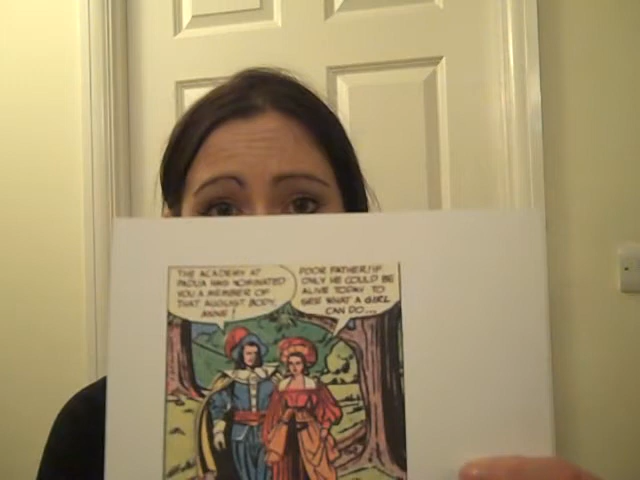 THE ACADEMY AT
PADUA HAS NOMINATED
YOU A MEMBER OF
THAT AUGUST BODY,
ANNE!
POOR FATHER! IF
ONLY HE COULD BE
ALIVE TODAY TO
SEE WHAT A GIRL
CAN DO...